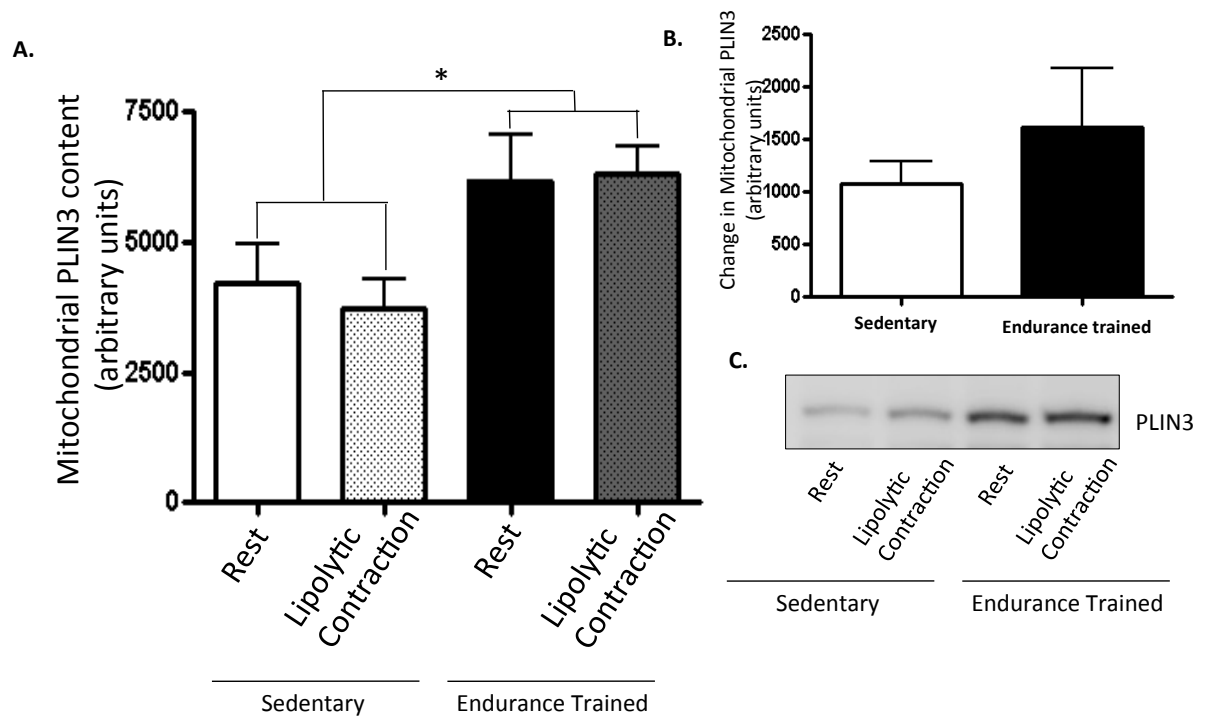 A.
*
Mitochondrial PLIN3 content
(arbitrary units)
7500
5000
2500
0
Rest
Lipolytic
Contraction
Rest
Lipolytic
Contraction
Sedentary
Endurance Trained
B.
Change in Mitochondrial PLIN3
(arbitrary units)
2500
2000
1500
1000
500
0
Sedentary
Endurance trained
C.
PLIN3
Rest
Lipolytic
Contraction
Rest
Lipolytic
Contraction
Sedentary
Endurance Trained